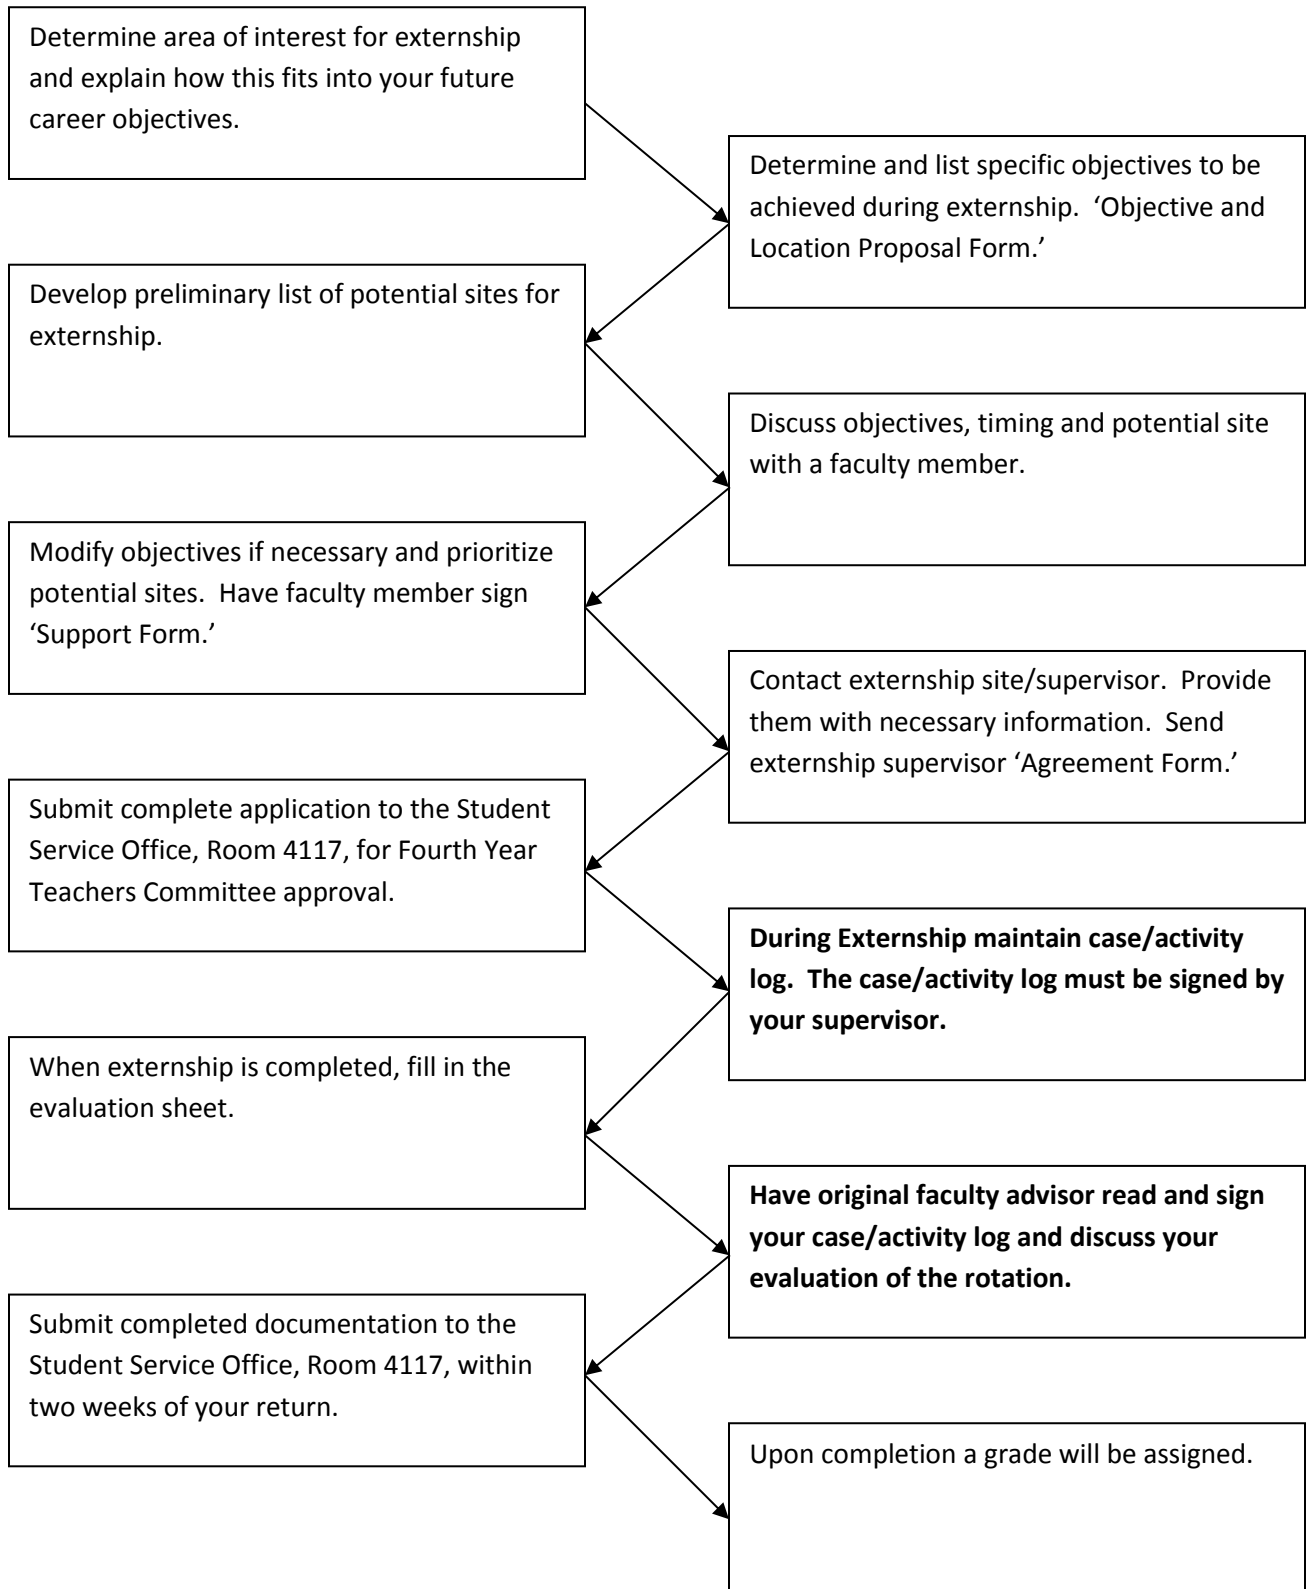 Determine area of interest for externship
and explain how this fits into your future
career objectives.
Determine and list specific objectives to be
achieved during externship.  ‘Objective and
Location Proposal Form.’
Develop preliminary list of potential sites for
externship.
Discuss objectives, timing and potential site
with a faculty member.
Modify objectives if necessary and prioritize
potential sites.  Have faculty member sign
‘Support Form.’
Contact externship site/supervisor.  Provide
them with necessary information.  Send
externship supervisor ‘Agreement Form.’
Submit complete application to the Student
Service Office, Room 4117, for Fourth Year
Teachers Committee approval.
During Externship maintain case/activity
log.  The case/activity log must be signed by
your supervisor.
When externship is completed, fill in the
evaluation sheet.
Have original faculty advisor read and sign
your case/activity log and discuss your
evaluation of the rotation.
Submit completed documentation to the
Student Service Office, Room 4117, within
two weeks of your return.
Upon completion a grade will be assigned.